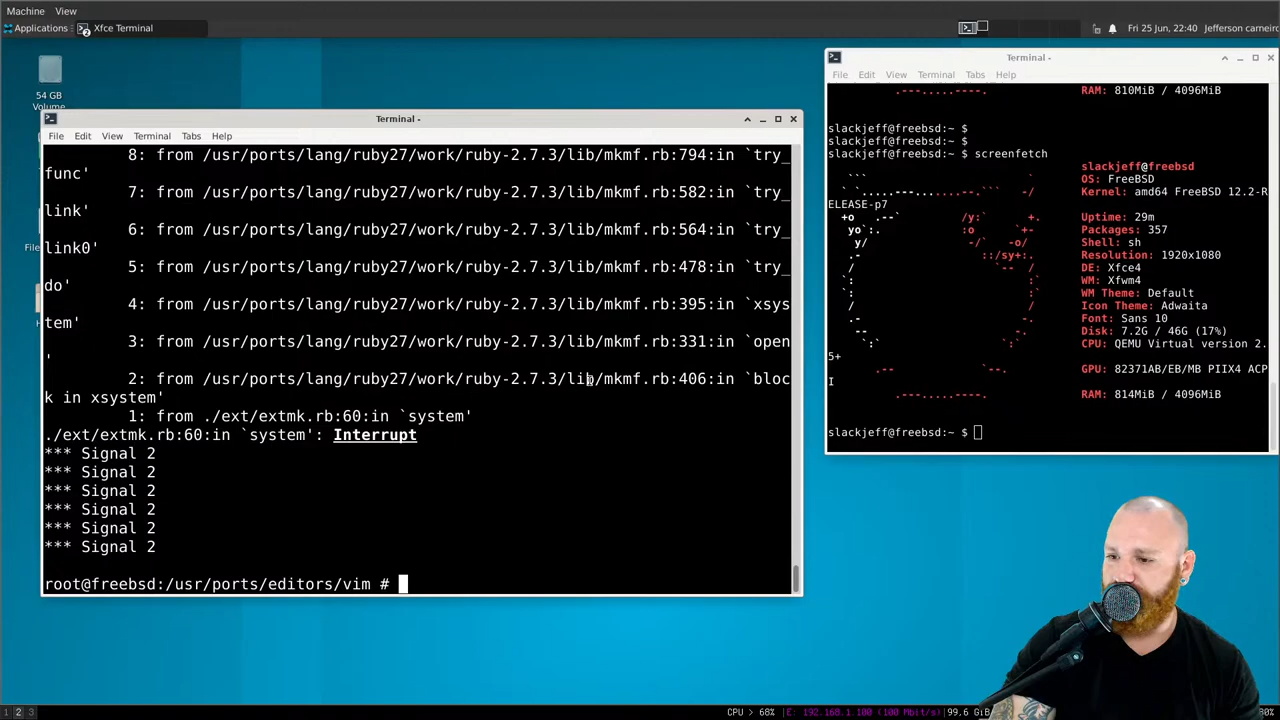 Machine View
Applications Xfce Terminal
Fri 25 Jun, 22:40 Jefferson carneiro
54 GB
Volume
File
H
Terminal -
File Edit View Terminal Tabs Help
8: from /usr/ports/lang/ruby27/work/ruby-2.7.3/lib/mkmf.rb:794:in `try_
func'
7: from /usr/ports/lang/ruby27/work/ruby-2.7.3/lib/mkmf.rb:582:in `try_
link'
6: from /usr/ports/lang/ruby27/work/ruby-2.7.3/lib/mkmf.rb:564:in `try_
link0'
5: from /usr/ports/lang/ruby27/work/ruby-2.7.3/lib/mkmf.rb:478:in `try_
do'
4: from /usr/ports/lang/ruby27/work/ruby-2.7.3/lib/mkmf.rb:395:in `xsys
tem'
3: from /usr/ports/lang/ruby27/work/ruby-2.7.3/lib/mkmf.rb:331:in `open
'
2: from /usr/ports/lang/ruby27/work/ruby-2.7.3/lib/mkmf.rb:406:in `bloc
k in xsystem'
1: from ./ext/extmk.rb:60:in `system'
./ext/extmk.rb:60:in `system': Interrupt
*** Signal 2
*** Signal 2
*** Signal 2
*** Signal 2
*** Signal 2
*** Signal 2
root@freebsd:/usr/ports/editors/vim #
Terminal -
File Edit View Terminal Tabs Help
.---.....----. RAM: 810MiB / 4096MiB
slackjeff@freebsd:~ $
slackjeff@freebsd:~ $
slackjeff@freebsd:~ $ screenfetch
slackjeff@freebsd
OS: FreeBSD
Kernel: amd64 FreeBSD 12.2-R
ELEASE-p7
Uptime: 29m
Packages: 357
Shell: sh
Resolution: 1920x1080
DE: Xfce4
WM: Xfwm4
WM Theme: Default
Icon Theme: Adwaita
Font: Sans 10
Disk: 7.2G / 46G (17%)
CPU: QEMU Virtual version 2.
5+
GPU: 82371AB/EB/MB PIIX4 ACP
I
.---.....----. RAM: 814MiB / 4096MiB
slackjeff@freebsd:~ $
1 2 3
CPU > 68% E: 192.168.1.100 (100 Mbit/s) 99.6 GiB 80%